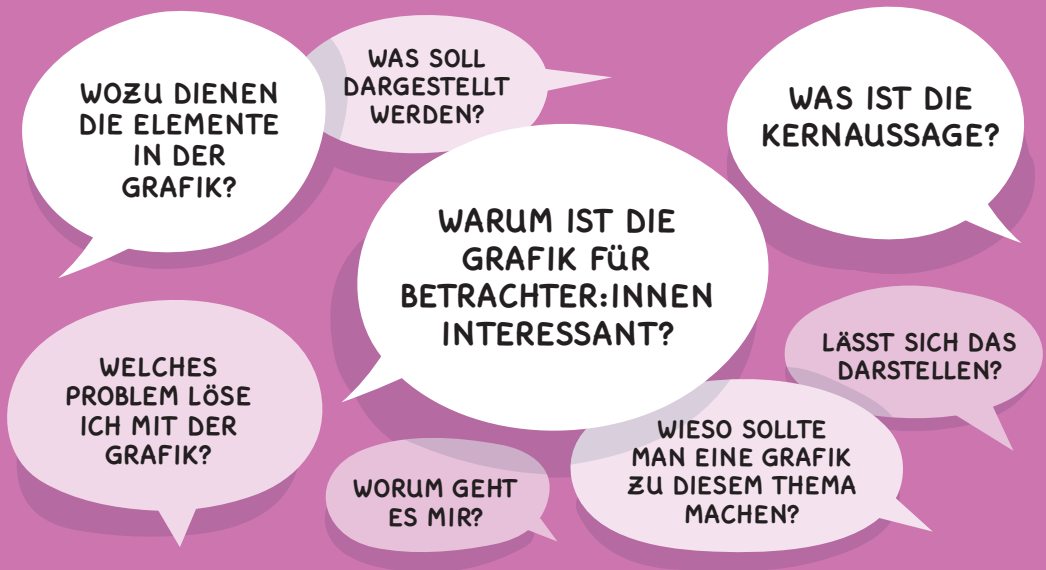 WOZU DIENEN
DIE ELEMENTE
IN DER
GRAFIK?
WAS SOLL
DARGESTELLT
WERDEN?
WAS IST DIE
KERNAUSSAGE?
WARUM IST DIE
GRAFIK FÜR
BETRACHTER:INNEN
INTERESSANT?
LÄSST SICH DAS
DARSTELLEN?
WELCHES
PROBLEM LÖSE
ICH MIT DER
GRAFIK?
WORUM GEHT
ES MIR?
WIESO SOLLTE
MAN EINE GRAFIK
ZU DIESEM THEMA
MACHEN?